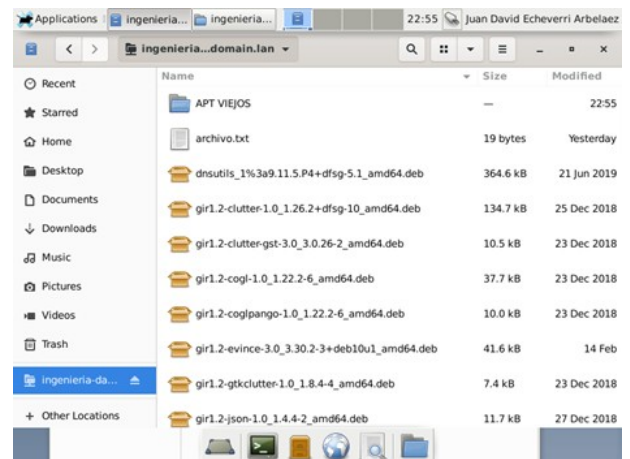 Applications ingenieria... ingenieria... 22:55 Juan David Echeverri Arbelaez
ingenieria...domain.lan
Recent
Starred
Home
Desktop
Documents
Downloads
Music
Pictures
Videos
Trash
ingenieria-da...
+ Other Locations
Name Size Modified
APT VIEJOS — 22:55
archivo.txt 19 bytes Yesterday
dnsutils_1%3a9.11.5.P4+dfsg-5.1_amd64.deb 364.6 kB 21 Jun 2019
gir1.2-clutter-1.0_1.26.2+dfsg-10_amd64.deb 134.7 kB 25 Dec 2018
gir1.2-clutter-gst-3.0_3.0.26-2_amd64.deb 10.5 kB 23 Dec 2018
gir1.2-cogl-1.0_1.22.2-6_amd64.deb 37.7 kB 23 Dec 2018
gir1.2-coglpango-1.0_1.22.2-6_amd64.deb 10.0 kB 23 Dec 2018
gir1.2-evince-3.0_3.30.2-3+deb10u1_amd64.deb 41.6 kB 14 Feb
gir1.2-gtkclutter-1.0_1.8.4-4_amd64.deb 7.4 kB 23 Dec 2018
gir1.2-json-1.0_1.4.4-2_amd64.deb 11.7 kB 27 Dec 2018